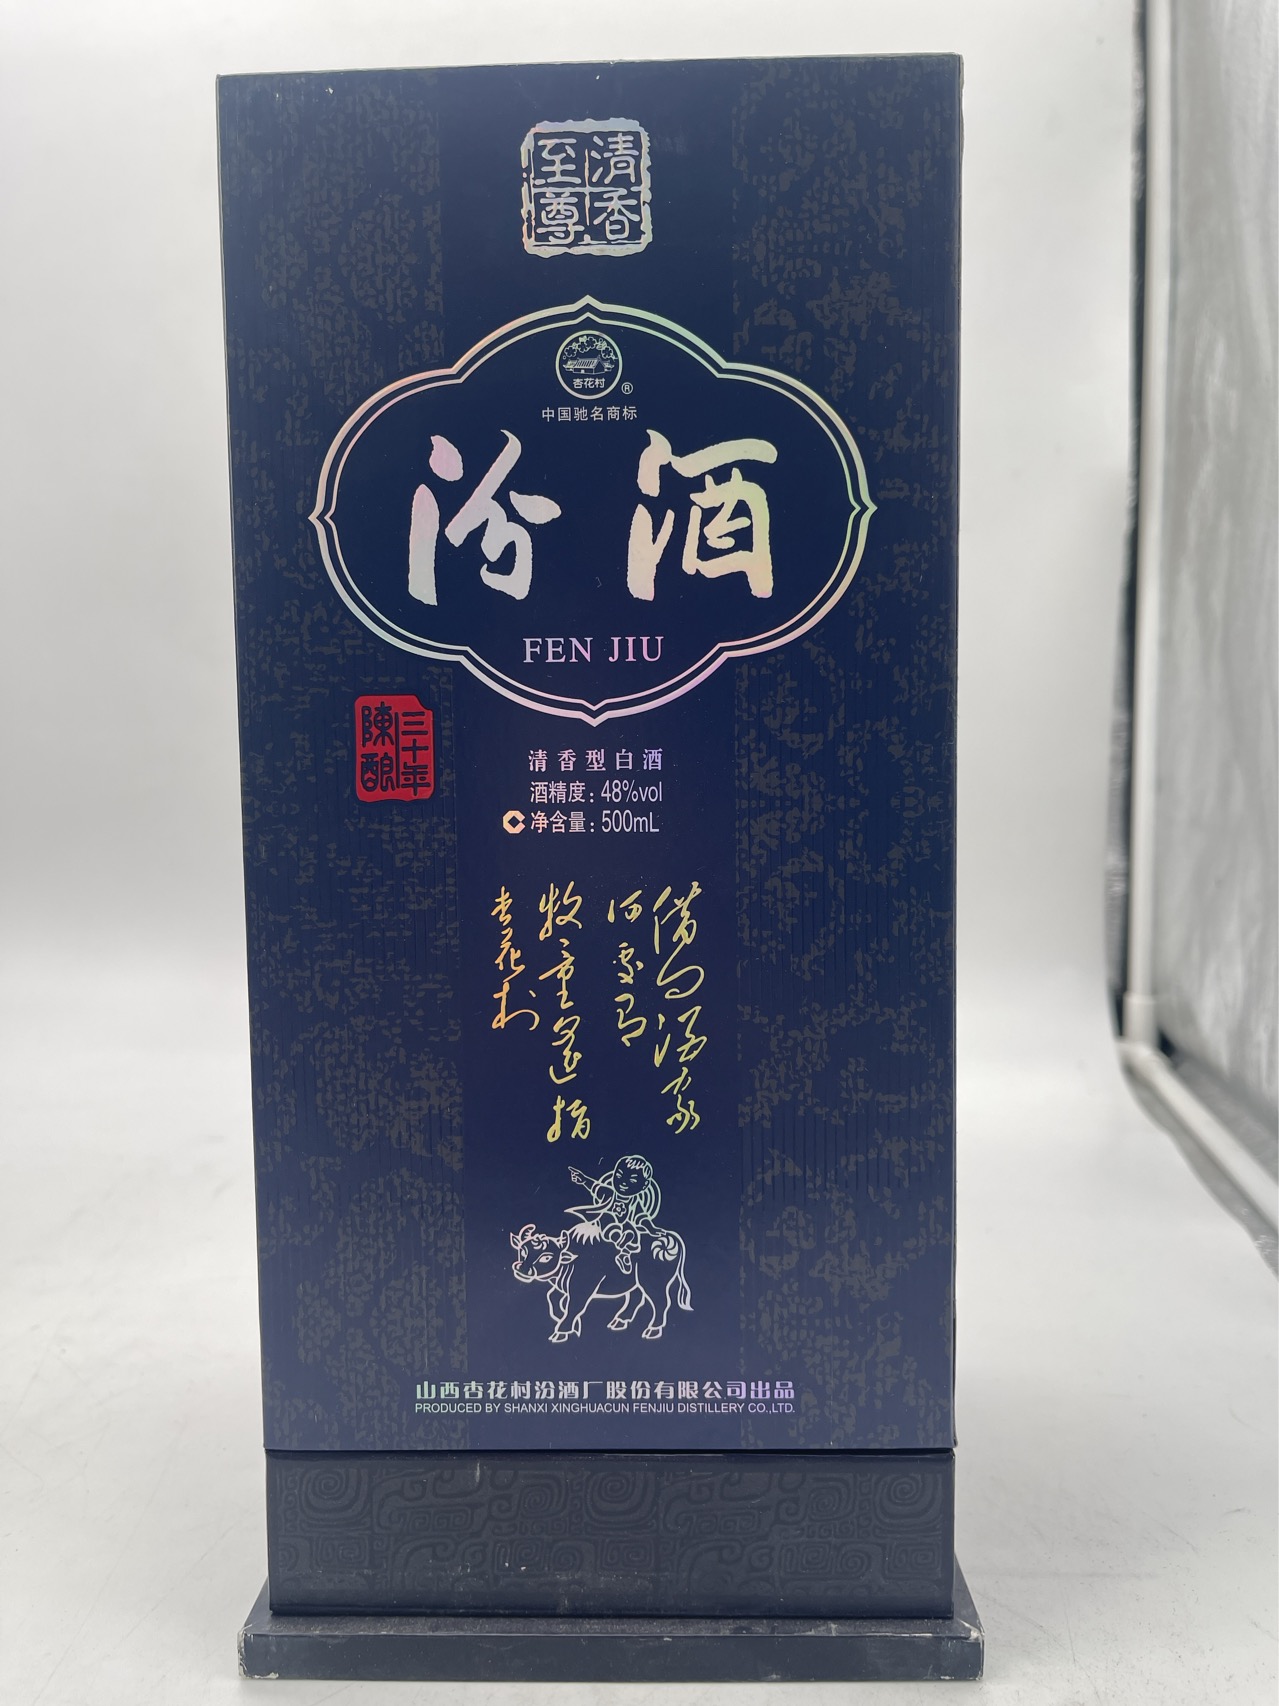 清香至尊
杏花村
®
中国驰名商标
汾酒
FEN JIU
三十年
陳酿
清香型白酒
酒精度：48%vol
净含量：500mL
借问酒家
何处有
牧童遥指
杏花村
山西杏花村汾酒厂股份有限公司出品
PRODUCED BY SHANXI XINGHUACUN FENJIU DISTILLERY CO.,LTD.